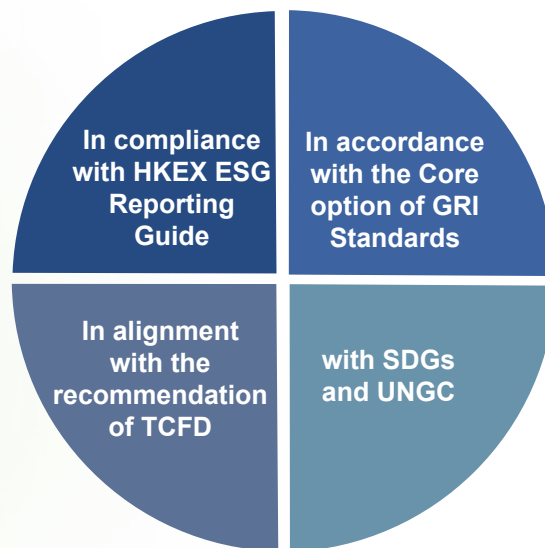 In compliance
with HKEX ESG
Reporting
Guide
In accordance
with the Core
option of GRI
Standards
In alignment
with the
recommendation
of TCFD
with SDGs
and UNGC